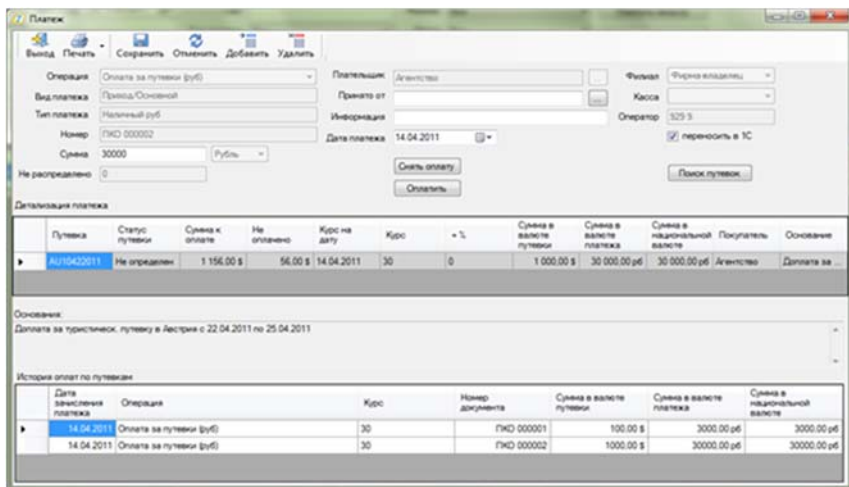 Платеж
Выход Печать Сохранить Отменить Добавить Удалить
Операция Оплата за путевки (руб) Плательщик Агентство Филиал Фирма-владелец
Вид платежа Приход/Основной Принято от Касса
Тип платежа Наличный руб Информация Оператор
Номер ПКО 000002 Дата платежа 14.04.2011 переносить в 1С
Сумма 30000 Рубль Снять оплату Поиск путевок
Не распределено 0 Оплатить
Детализация платежа
Путевка Статус путевки Сумма к оплате Не оплачено Курс на дату Курс + % Сумма в валюте путевки Сумма в валюте платежа Сумма в национальной валюте Покупатель Основание
AU10422011 Не определен 1 156,00 $ 56,00 $ 14.04.2011 30 0 1 000,00 $ 30 000,00 рб 30 000,00 рб Агентство Доплата за ...
Основания:
Доплата за туристическ. путевку в Австрия с 22.04.2011 по 25.04.2011
История оплат по путевкам
Дата зачисления платежа Операция Курс Номер документа Сумма в валюте путевки Сумма в валюте платежа Сумма в национальной валюте
14.04.2011 Оплата за путевки (руб) 30 ПКО 000001 100.00 $ 3000.00 рб 3000.00 рб
14.04.2011 Оплата за путевки (руб) 30 ПКО 000002 1000.00 $ 30000.00 рб 30000.00 рб